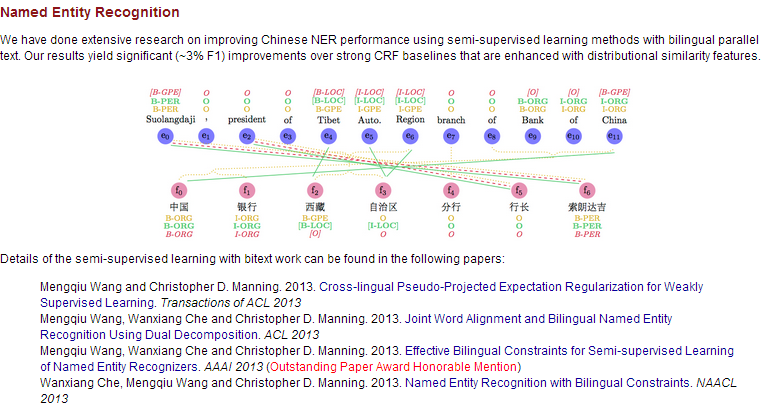 Named Entity Recognition
We have done extensive research on improving Chinese NER performance using semi-supervised learning methods with bilingual parallel
text. Our results yield significant (~3% F1) improvements over strong CRF baselines that are enhanced with distributional similarity features.
[B-GPE] O O O [B-LOC] [I-LOC] [I-LOC] O O [O] [O] [B-GPE]
B-PER O O O [B-LOC] [I-LOC] [I-LOC] O O B-ORG I-ORG I-ORG
B-PER O O O B-GPE I-GPE I-GPE O O B-ORG I-ORG I-ORG
Suolangdaji , president of Tibet Auto. Region branch of Bank of China
e0 e1 e2 e3 e4 e5 e6 e7 e8 e9 e10 e11
f0 f1 f2 f3 f4 f5 f6
中国 银行 西藏 自治区 分行 行长 索朗达吉
B-ORG I-ORG B-GPE O O O B-PER
B-ORG I-ORG [B-LOC] [I-LOC] O O B-PER
B-ORG I-ORG [O] O O O B-PER
Details of the semi-supervised learning with bitext work can be found in the following papers:
Mengqiu Wang and Christopher D. Manning. 2013. Cross-lingual Pseudo-Projected Expectation Regularization for Weakly
Supervised Learning. Transactions of ACL 2013
Mengqiu Wang, Wanxiang Che and Christopher D. Manning. 2013. Joint Word Alignment and Bilingual Named Entity
Recognition Using Dual Decomposition. ACL 2013
Mengqiu Wang, Wanxiang Che and Christopher D. Manning. 2013. Effective Bilingual Constraints for Semi-supervised Learning
of Named Entity Recognizers. AAAI 2013 (Outstanding Paper Award Honorable Mention)
Wanxiang Che, Mengqiu Wang and Christopher D. Manning. 2013. Named Entity Recognition with Bilingual Constraints. NAACL
2013